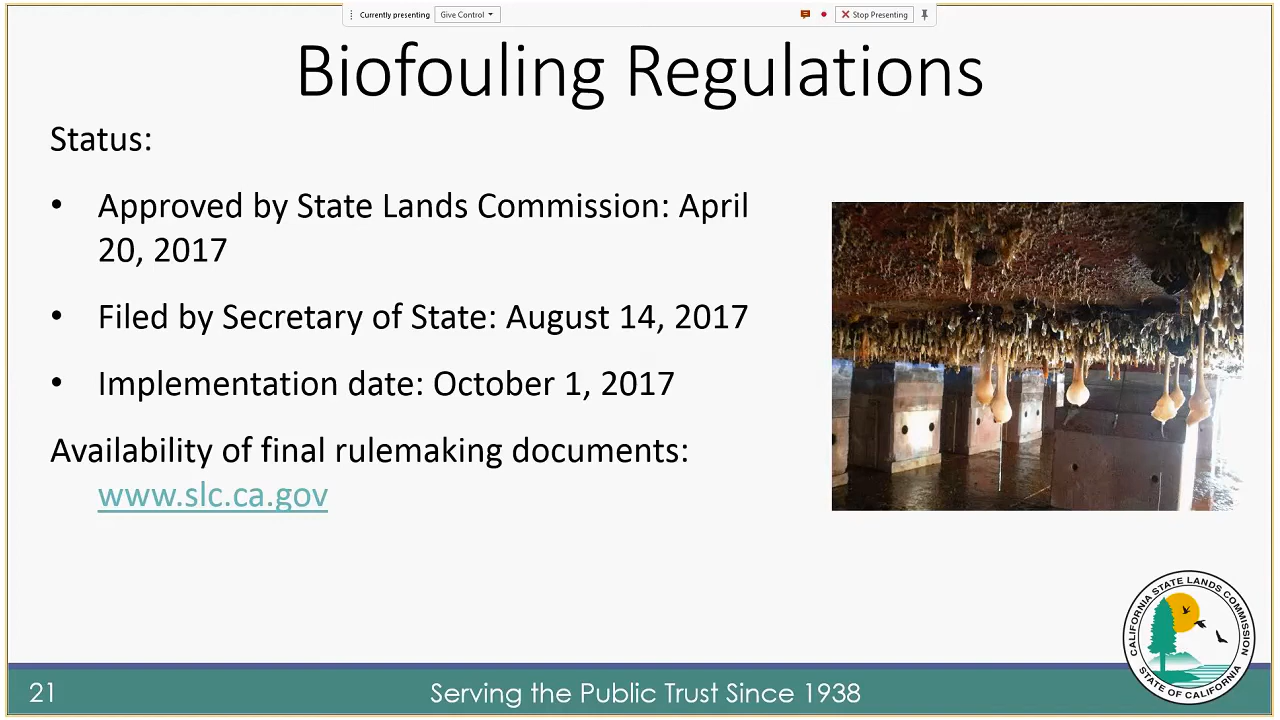 Currently presenting
Give Control
Stop Presenting
Biofouling Regulations
Status:
• Approved by State Lands Commission: April
20, 2017
• Filed by Secretary of State: August 14, 2017
• Implementation date: October 1, 2017
Availability of final rulemaking documents:
www.slc.ca.gov
CALIFORNIA STATE LANDS COMMISSION
STATE OF CALIFORNIA
21
Serving the Public Trust Since 1938